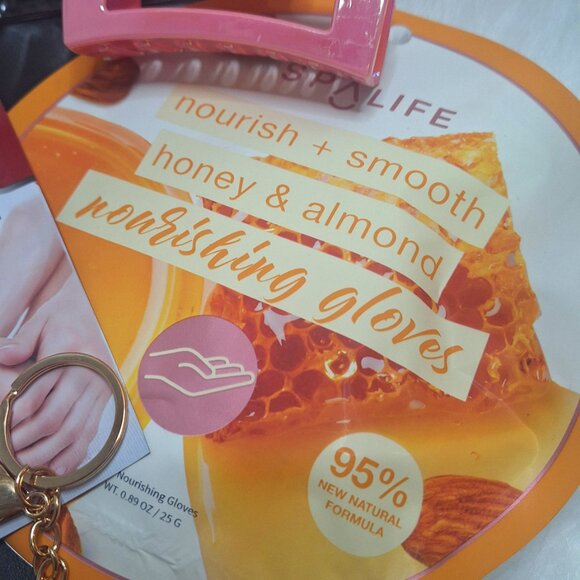 SPALIFE
nourish + smooth
honey & almond
nourishing gloves
95%
NEW NATURAL
FORMULA
Nourishing Gloves
WT. 0.89 OZ / 25 G